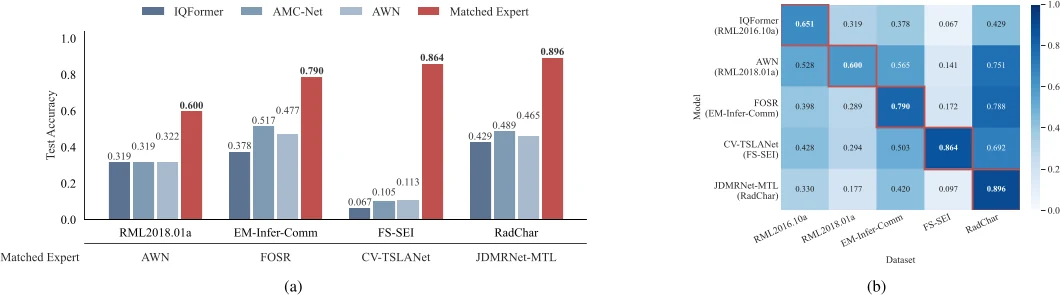 IQFormer AMC-Net AWN Matched Expert
Test Accuracy
1.0
0.8
0.6
0.4
0.2
0.0
0.319 0.319 0.322 0.600
0.378 0.517 0.477 0.790
0.067 0.105 0.113 0.864
0.429 0.489 0.465 0.896
RML2018.01a EM-Infer-Comm FS-SEI RadChar
Matched Expert AWN FOSR CV-TSLANet JDMRNet-MTL
(a)
Model
IQFormer
(RML2016.10a)
0.651 0.319 0.378 0.067 0.429
AWN
(RML2018.01a)
0.528 0.600 0.565 0.141 0.751
FOSR
(EM-Infer-Comm)
0.398 0.289 0.790 0.172 0.788
CV-TSLANet
(FS-SEI)
0.428 0.294 0.503 0.864 0.692
JDMRNet-MTL
(RadChar)
0.330 0.177 0.420 0.097 0.896
RML2016.10a RML2018.01a EM-Infer-Comm FS-SEI RadChar
Dataset
1.0
0.8
0.6
0.4
0.2
0.0
(b)